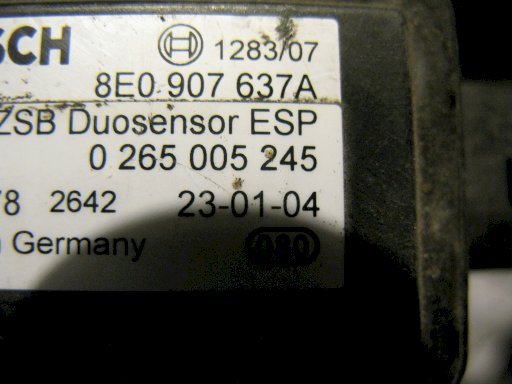 SCH 1283/07
8E0 907 637A
ZSB Duosensor ESP
0 265 005 245
78 2642 23-01-04
n Germany